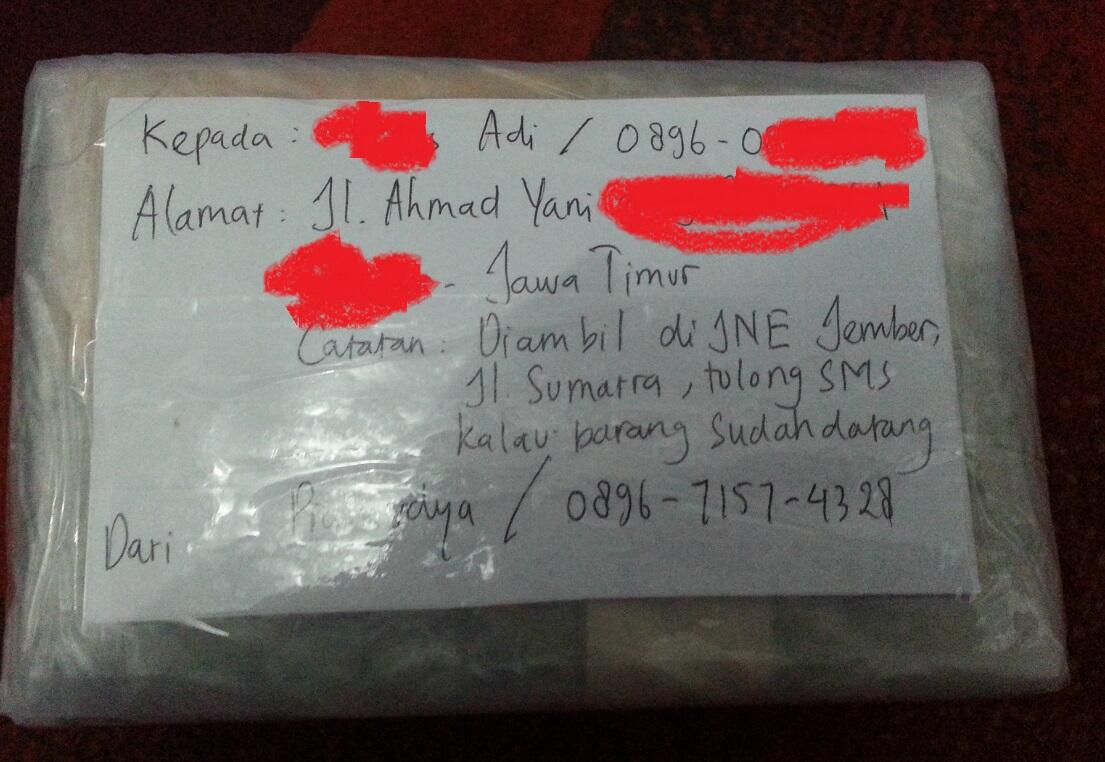 Kepada : Adi / 0896-0
Alamat : Jl. Ahmad Yani
- Jawa Timur
Catatan : Diambil di JNE Jember,
Jl. Sumatra, tolong SMS
kalau barang sudah datang
/ 0896-7157-4328
Dari